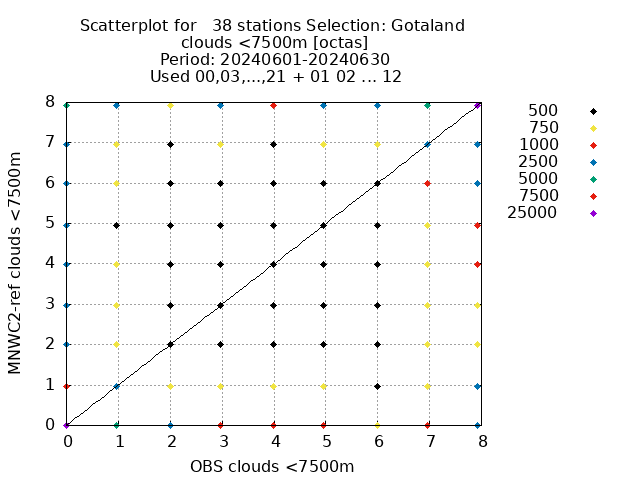 Scatterplot for   38 stations Selection: Gotaland
clouds <7500m [octas]
Period: 20240601-20240630
Used 00,03,...,21 + 01 02 ... 12
8
7
6
5
4
3
2
1
0
0 1 2 3 4 5 6 7 8
MNWC2-ref clouds <7500m
OBS clouds <7500m
500
750
1000
2500
5000
7500
25000